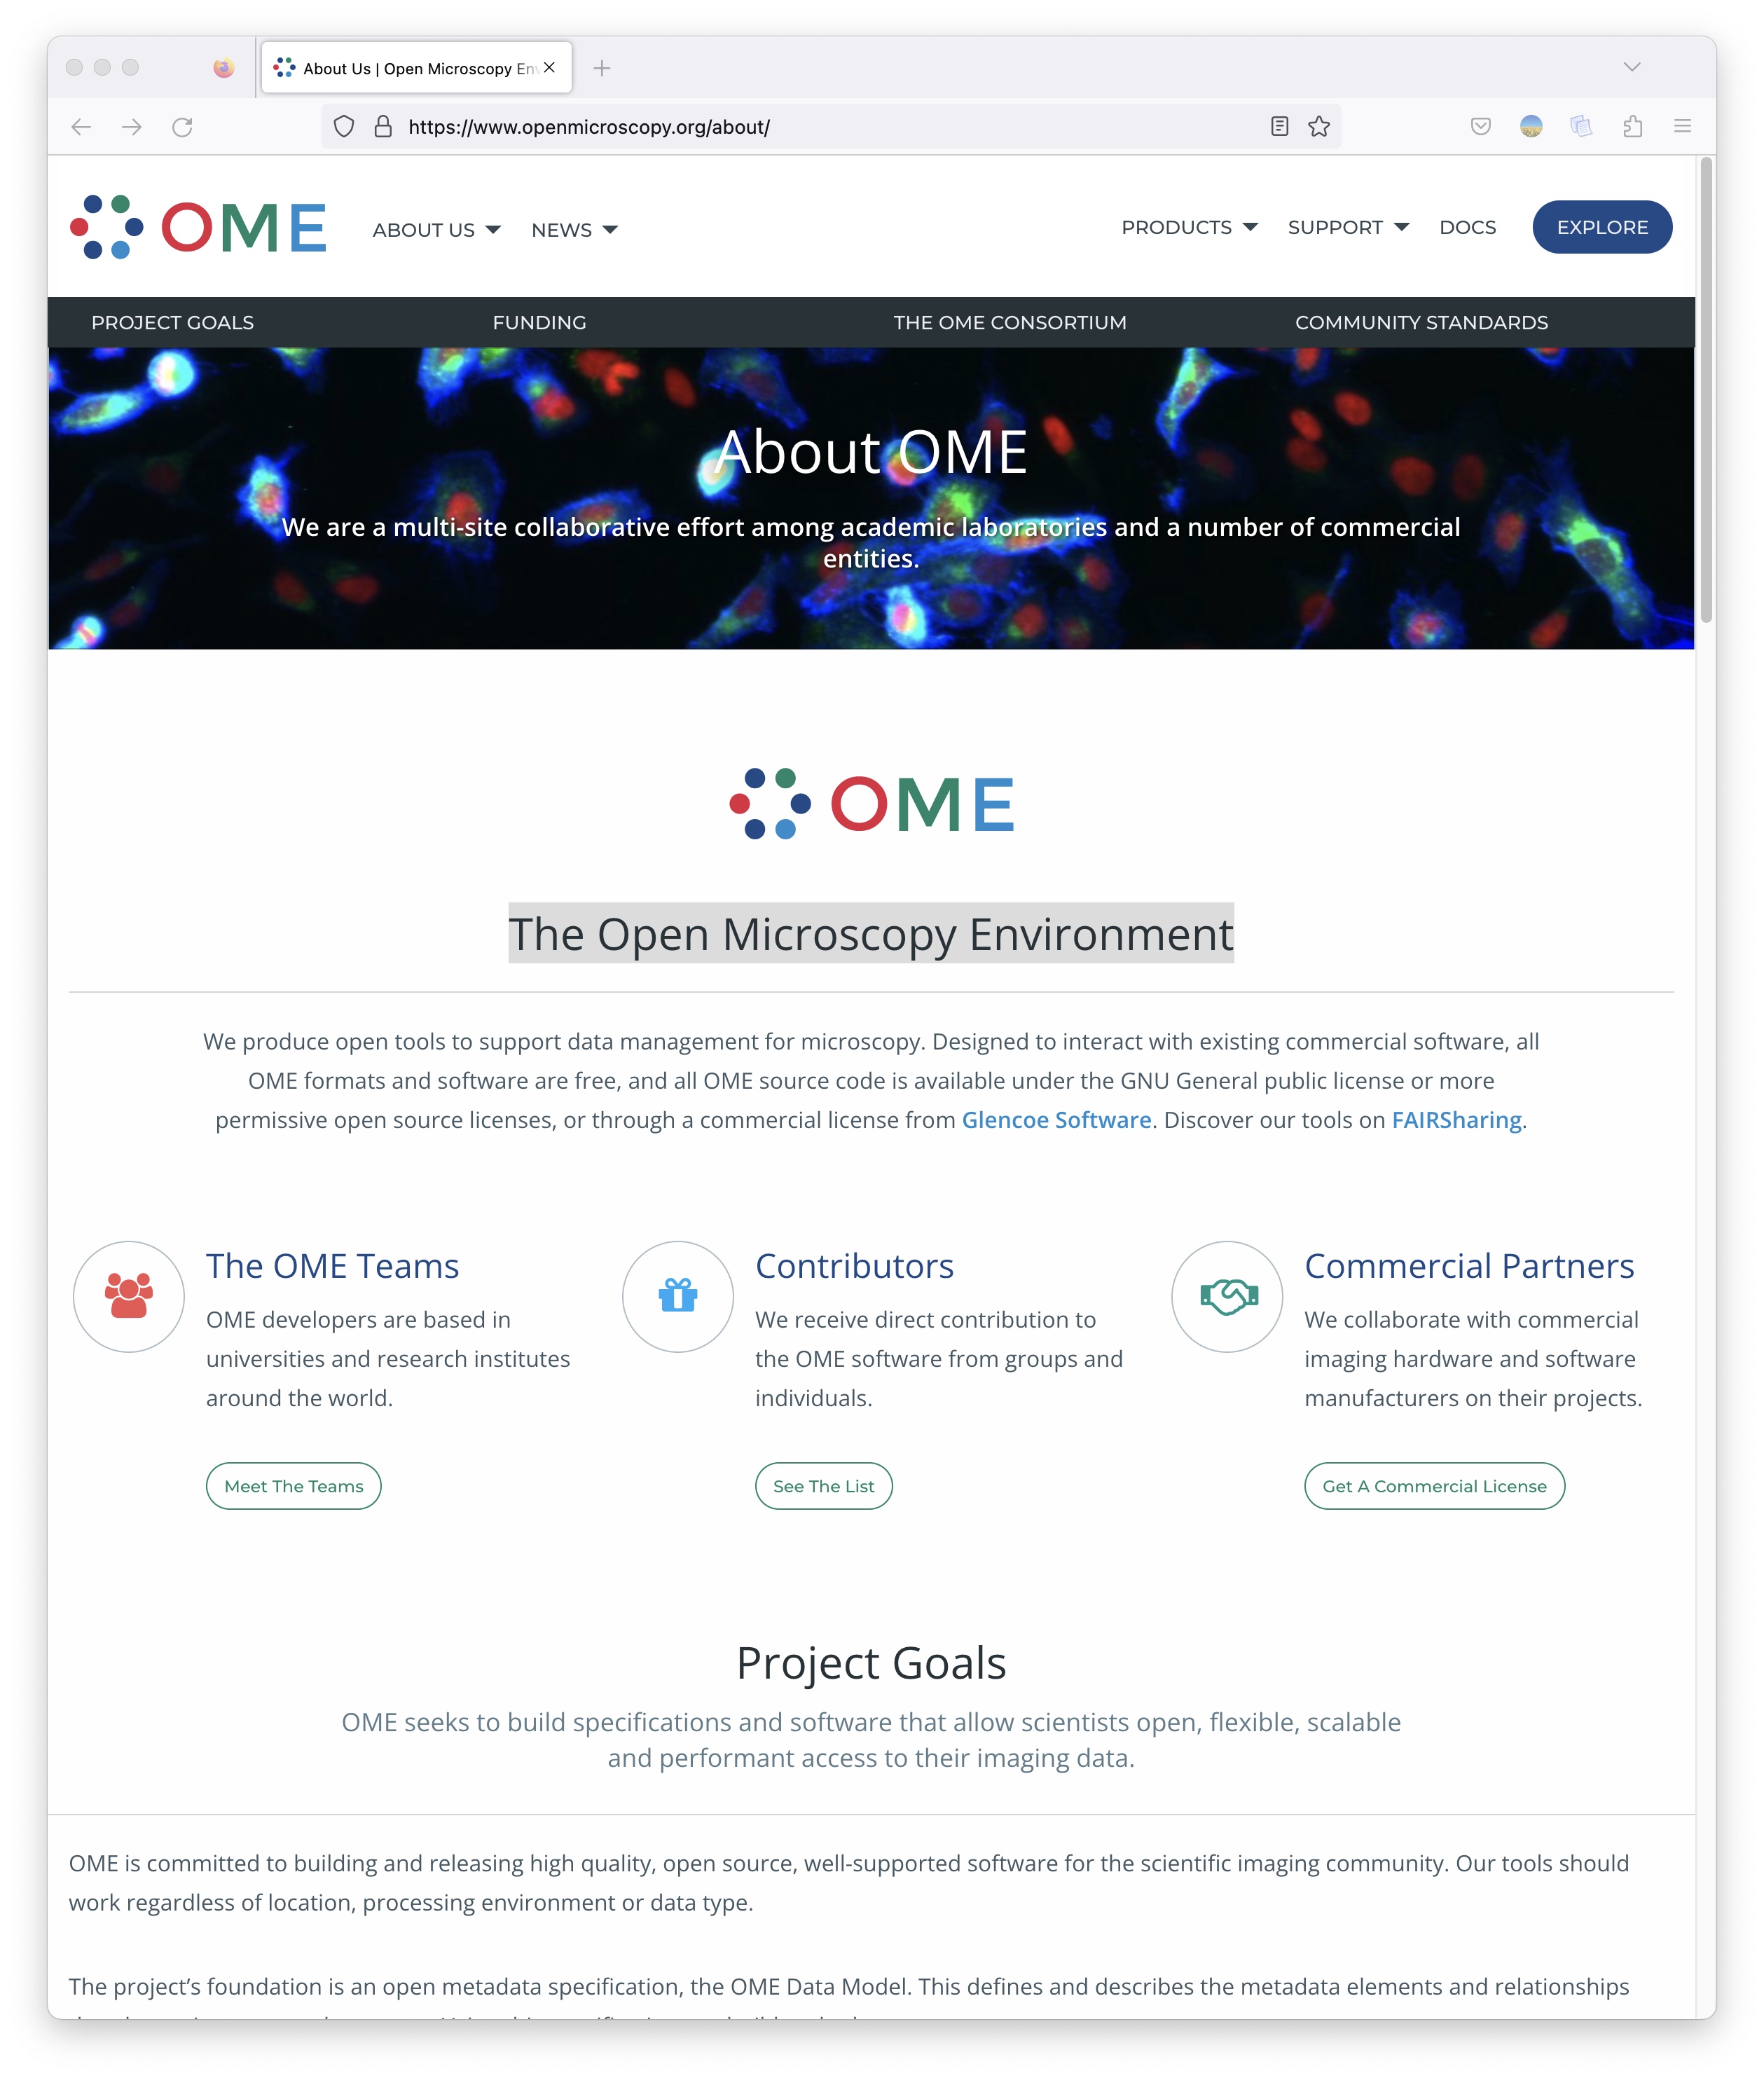 About Us | Open Microscopy En
https://www.openmicroscopy.org/about/
OME
ABOUT US
NEWS
PRODUCTS
SUPPORT
DOCS
EXPLORE
PROJECT GOALS
FUNDING
THE OME CONSORTIUM
COMMUNITY STANDARDS
About OME
We are a multi-site collaborative effort among academic laboratories and a number of commercial
entities.
OME
The Open Microscopy Environment
We produce open tools to support data management for microscopy. Designed to interact with existing commercial software, all
OME formats and software are free, and all OME source code is available under the GNU General public license or more
permissive open source licenses, or through a commercial license from Glencoe Software. Discover our tools on FAIRSharing.
The OME Teams
OME developers are based in
universities and research institutes
around the world.
Meet The Teams
Contributors
We receive direct contribution to
the OME software from groups and
individuals.
See The List
Commercial Partners
We collaborate with commercial
imaging hardware and software
manufacturers on their projects.
Get A Commercial License
Project Goals
OME seeks to build specifications and software that allow scientists open, flexible, scalable
and performant access to their imaging data.
OME is committed to building and releasing high quality, open source, well-supported software for the scientific imaging community. Our tools should
work regardless of location, processing environment or data type.
The project’s foundation is an open metadata specification, the OME Data Model. This defines and describes the metadata elements and relationships